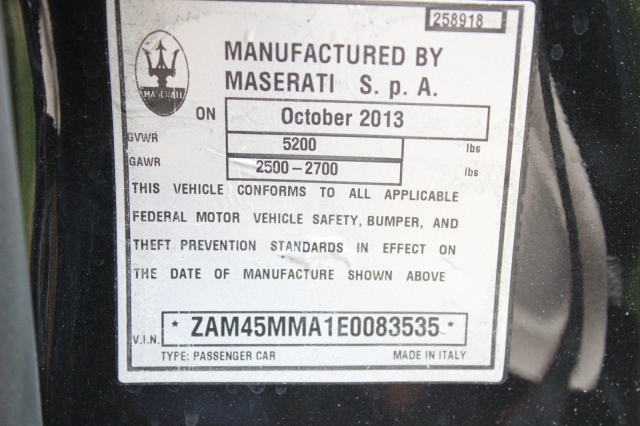 258918
MASERATI
MANUFACTURED BY
MASERATI S. p. A.
ON October 2013
GVWR 5200 lbs
GAWR 2500-2700 lbs
THIS VEHICLE CONFORMS TO ALL APPLICABLE
FEDERAL MOTOR VEHICLE SAFETY, BUMPER, AND
THEFT PREVENTION STANDARDS IN EFFECT ON
THE DATE OF MANUFACTURE SHOWN ABOVE
V.I.N. * ZAM45MMA1E0083535 *
TYPE: PASSENGER CAR MADE IN ITALY